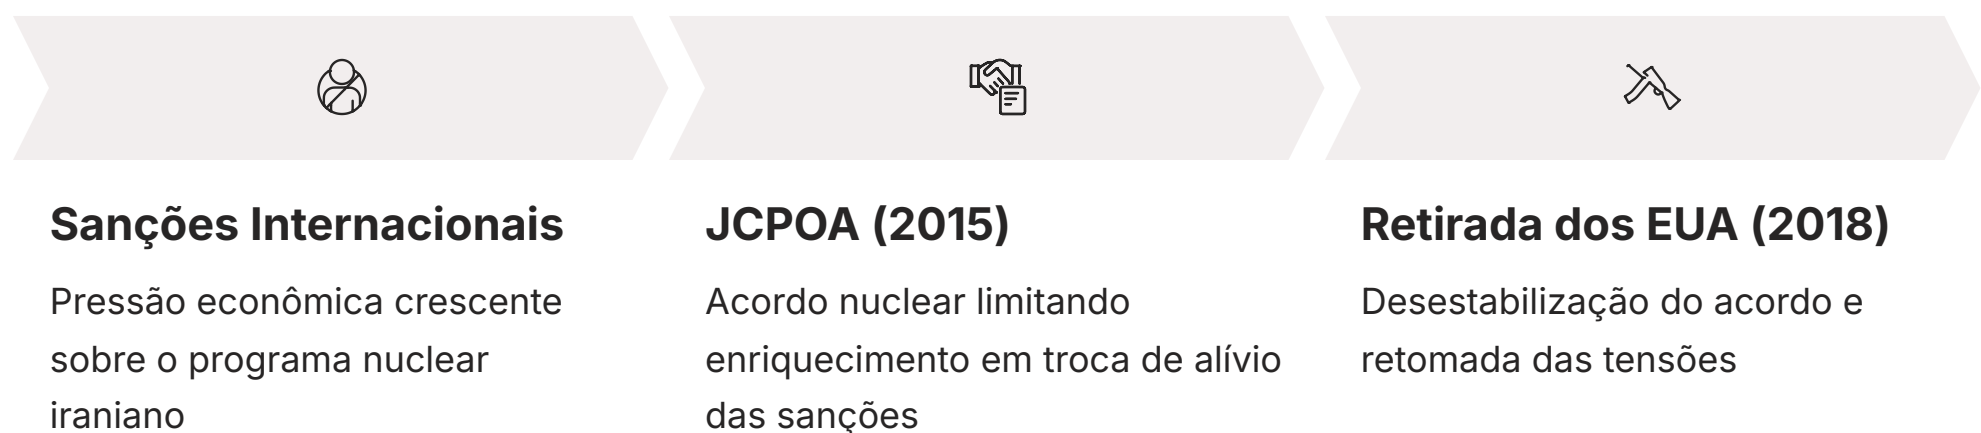 Sanções Internacionais
Pressão econômica crescente
sobre o programa nuclear
iraniano
JCPOA (2015)
Acordo nuclear limitando
enriquecimento em troca de alívio
das sanções
Retirada dos EUA (2018)
Desestabilização do acordo e
retomada das tensões